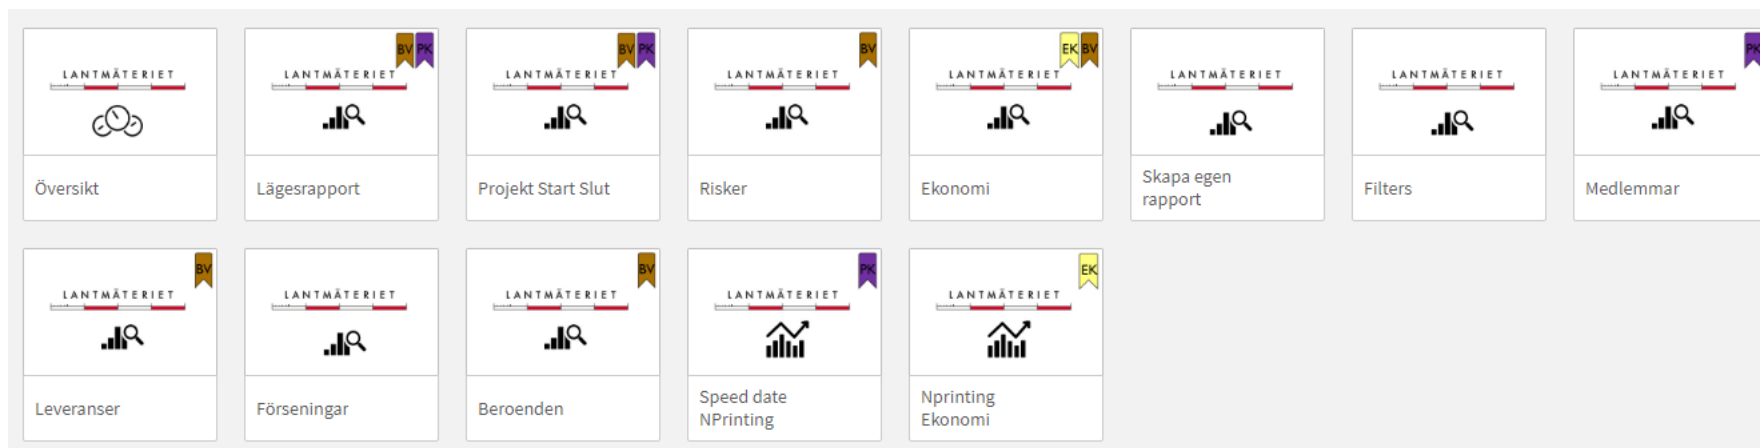 LANTMÄTERIET
Översikt
BV PK
LANTMÄTERIET
Lägesrapport
BV PK
LANTMÄTERIET
Projekt Start Slut
BV
LANTMÄTERIET
Risker
EK BV
LANTMÄTERIET
Ekonomi
LANTMÄTERIET
Skapa egen
rapport
LANTMÄTERIET
Filters
PK
LANTMÄTERIET
Medlemmar
BV
LANTMÄTERIET
Leveranser
LANTMÄTERIET
Förseningar
BV
LANTMÄTERIET
Beroenden
PK
LANTMÄTERIET
Speed date
NPrinting
EK
LANTMÄTERIET
Nprinting
Ekonomi